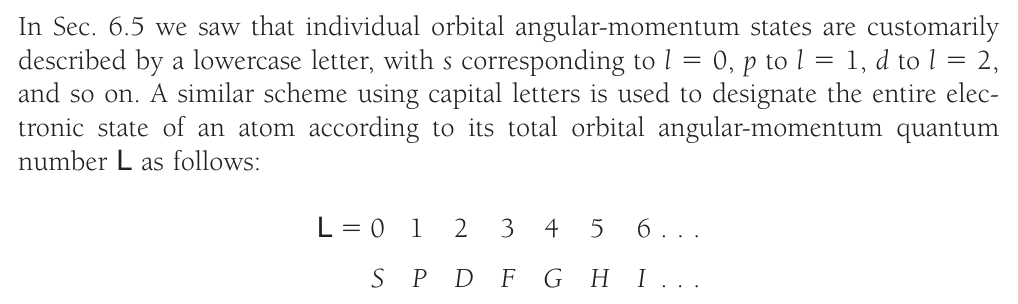 In Sec. 6.5 we saw that individual orbital angular-momentum states are customarily
described by a lowercase letter, with s corresponding to l = 0, p to l = 1, d to l = 2,
and so on. A similar scheme using capital letters is used to designate the entire elec-
tronic state of an atom according to its total orbital angular-momentum quantum
number L as follows:
L = 0 1 2 3 4 5 6 . . .
S P D F G H I . . .